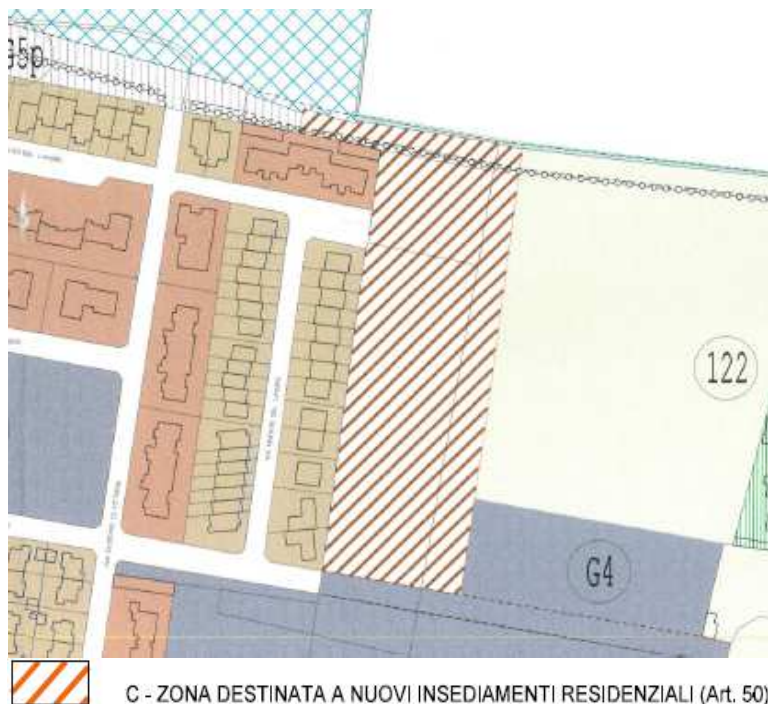 g5p
122
G4
C - ZONA DESTINATA A NUOVI INSEDIAMENTI RESIDENZIALI (Art. 50)